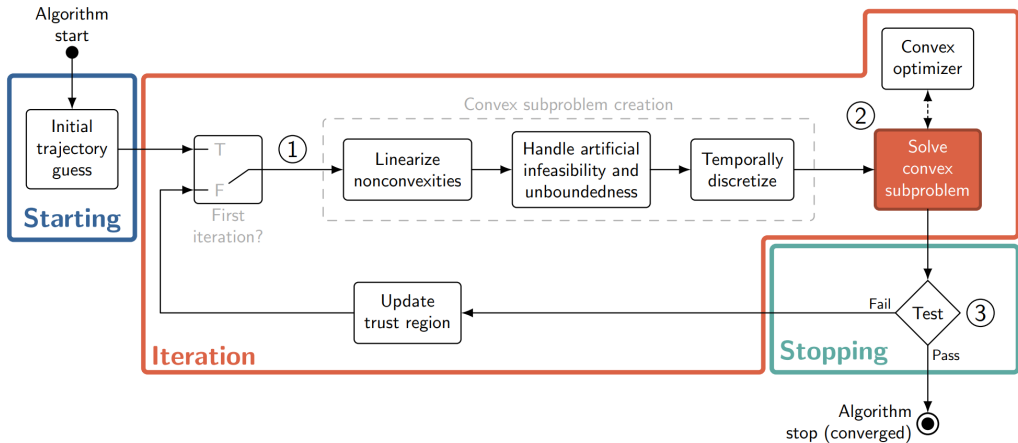 Algorithm
start
Initial
trajectory
guess
Starting
T
F
First
iteration?
1
Convex subproblem creation
Linearize
nonconvexities
Handle artificial
infeasibility and
unboundedness
Temporally
discretize
2
Convex
optimizer
Solve
convex
subproblem
Update
trust region
Iteration
Fail
Test
3
Pass
Stopping
Algorithm
stop (converged)